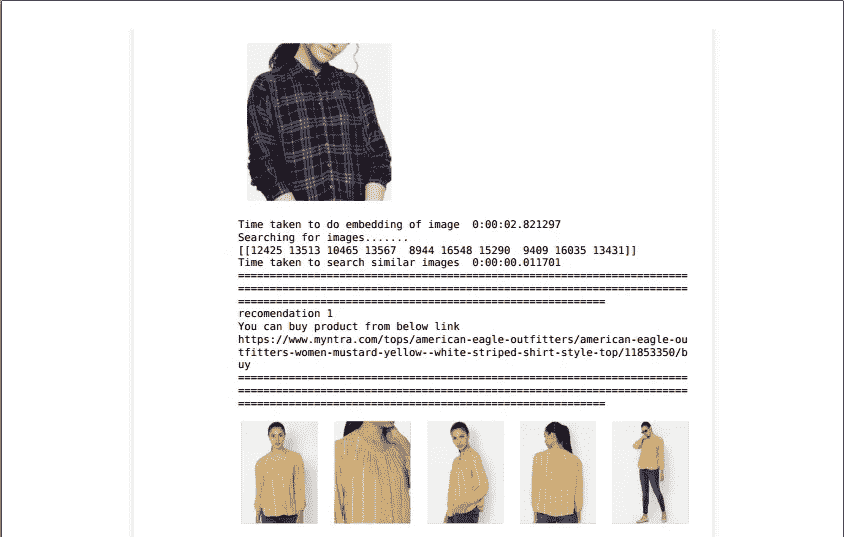 Time taken to do embedding of image  0:00:02.821297
Searching for images.......
[[12425 13513 10465 13567  8944 16548 15290  9409 16035 13431]]
Time taken to search similar images  0:00:00.011701
=======================================================================
=======================================================================
==========================================================
recomendation 1
You can buy product from below link
https://www.myntra.com/tops/american-eagle-outfitters/american-eagle-ou
tfitters-women-mustard-yellow--white-striped-shirt-style-top/11853350/b
uy
=======================================================================
=======================================================================
==========================================================